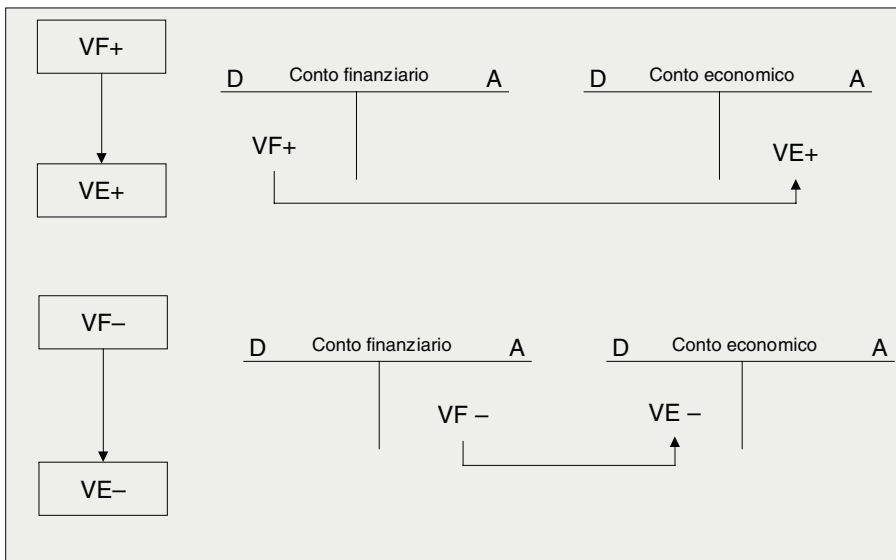 VF+
D Conto finanziario A
D Conto economico A
VF+
VE+
VE+
VF–
D Conto finanziario A
D Conto economico A
VF –
VE –
VE–